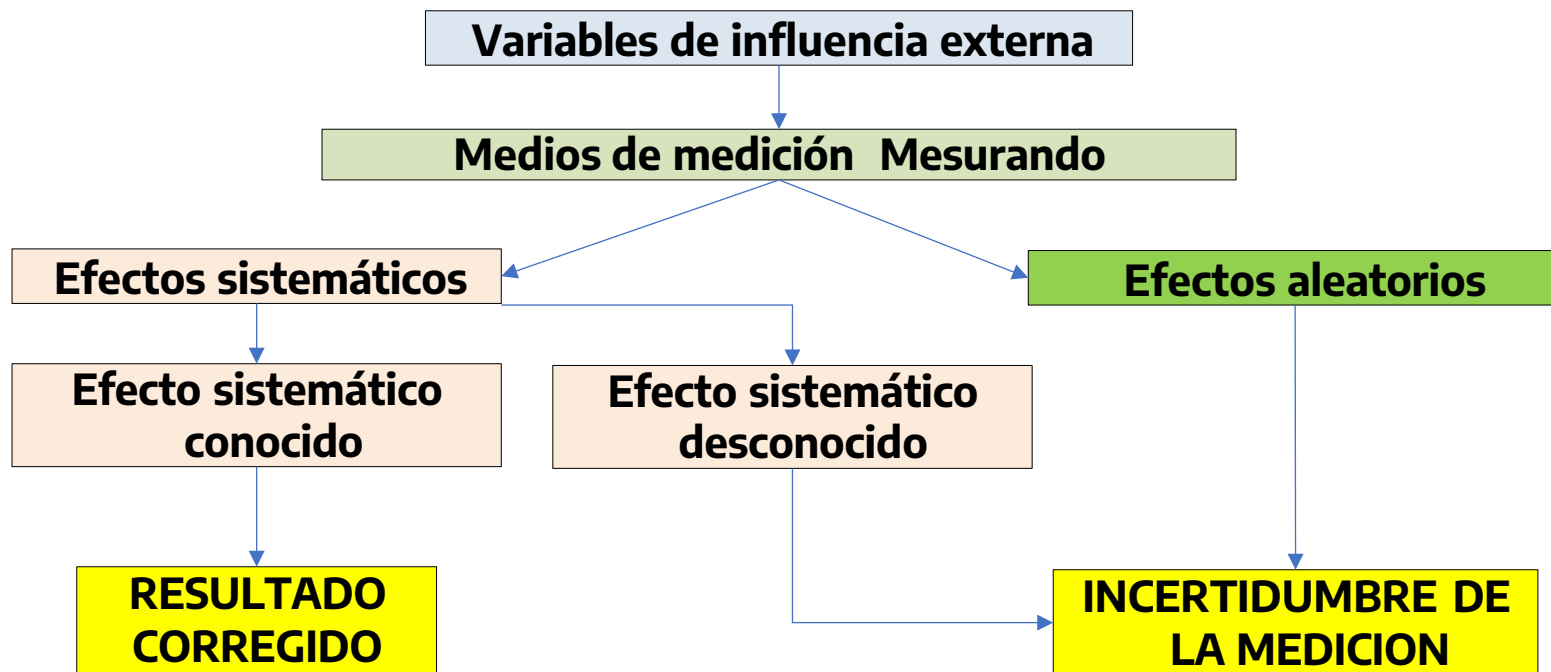 Variables de influencia externa
Medios de medición Mesurando
Efectos sistemáticos
Efectos aleatorios
Efecto sistemático
conocido
Efecto sistemático
desconocido
RESULTADO
CORREGIDO
INCERTIDUMBRE DE
LA MEDICION